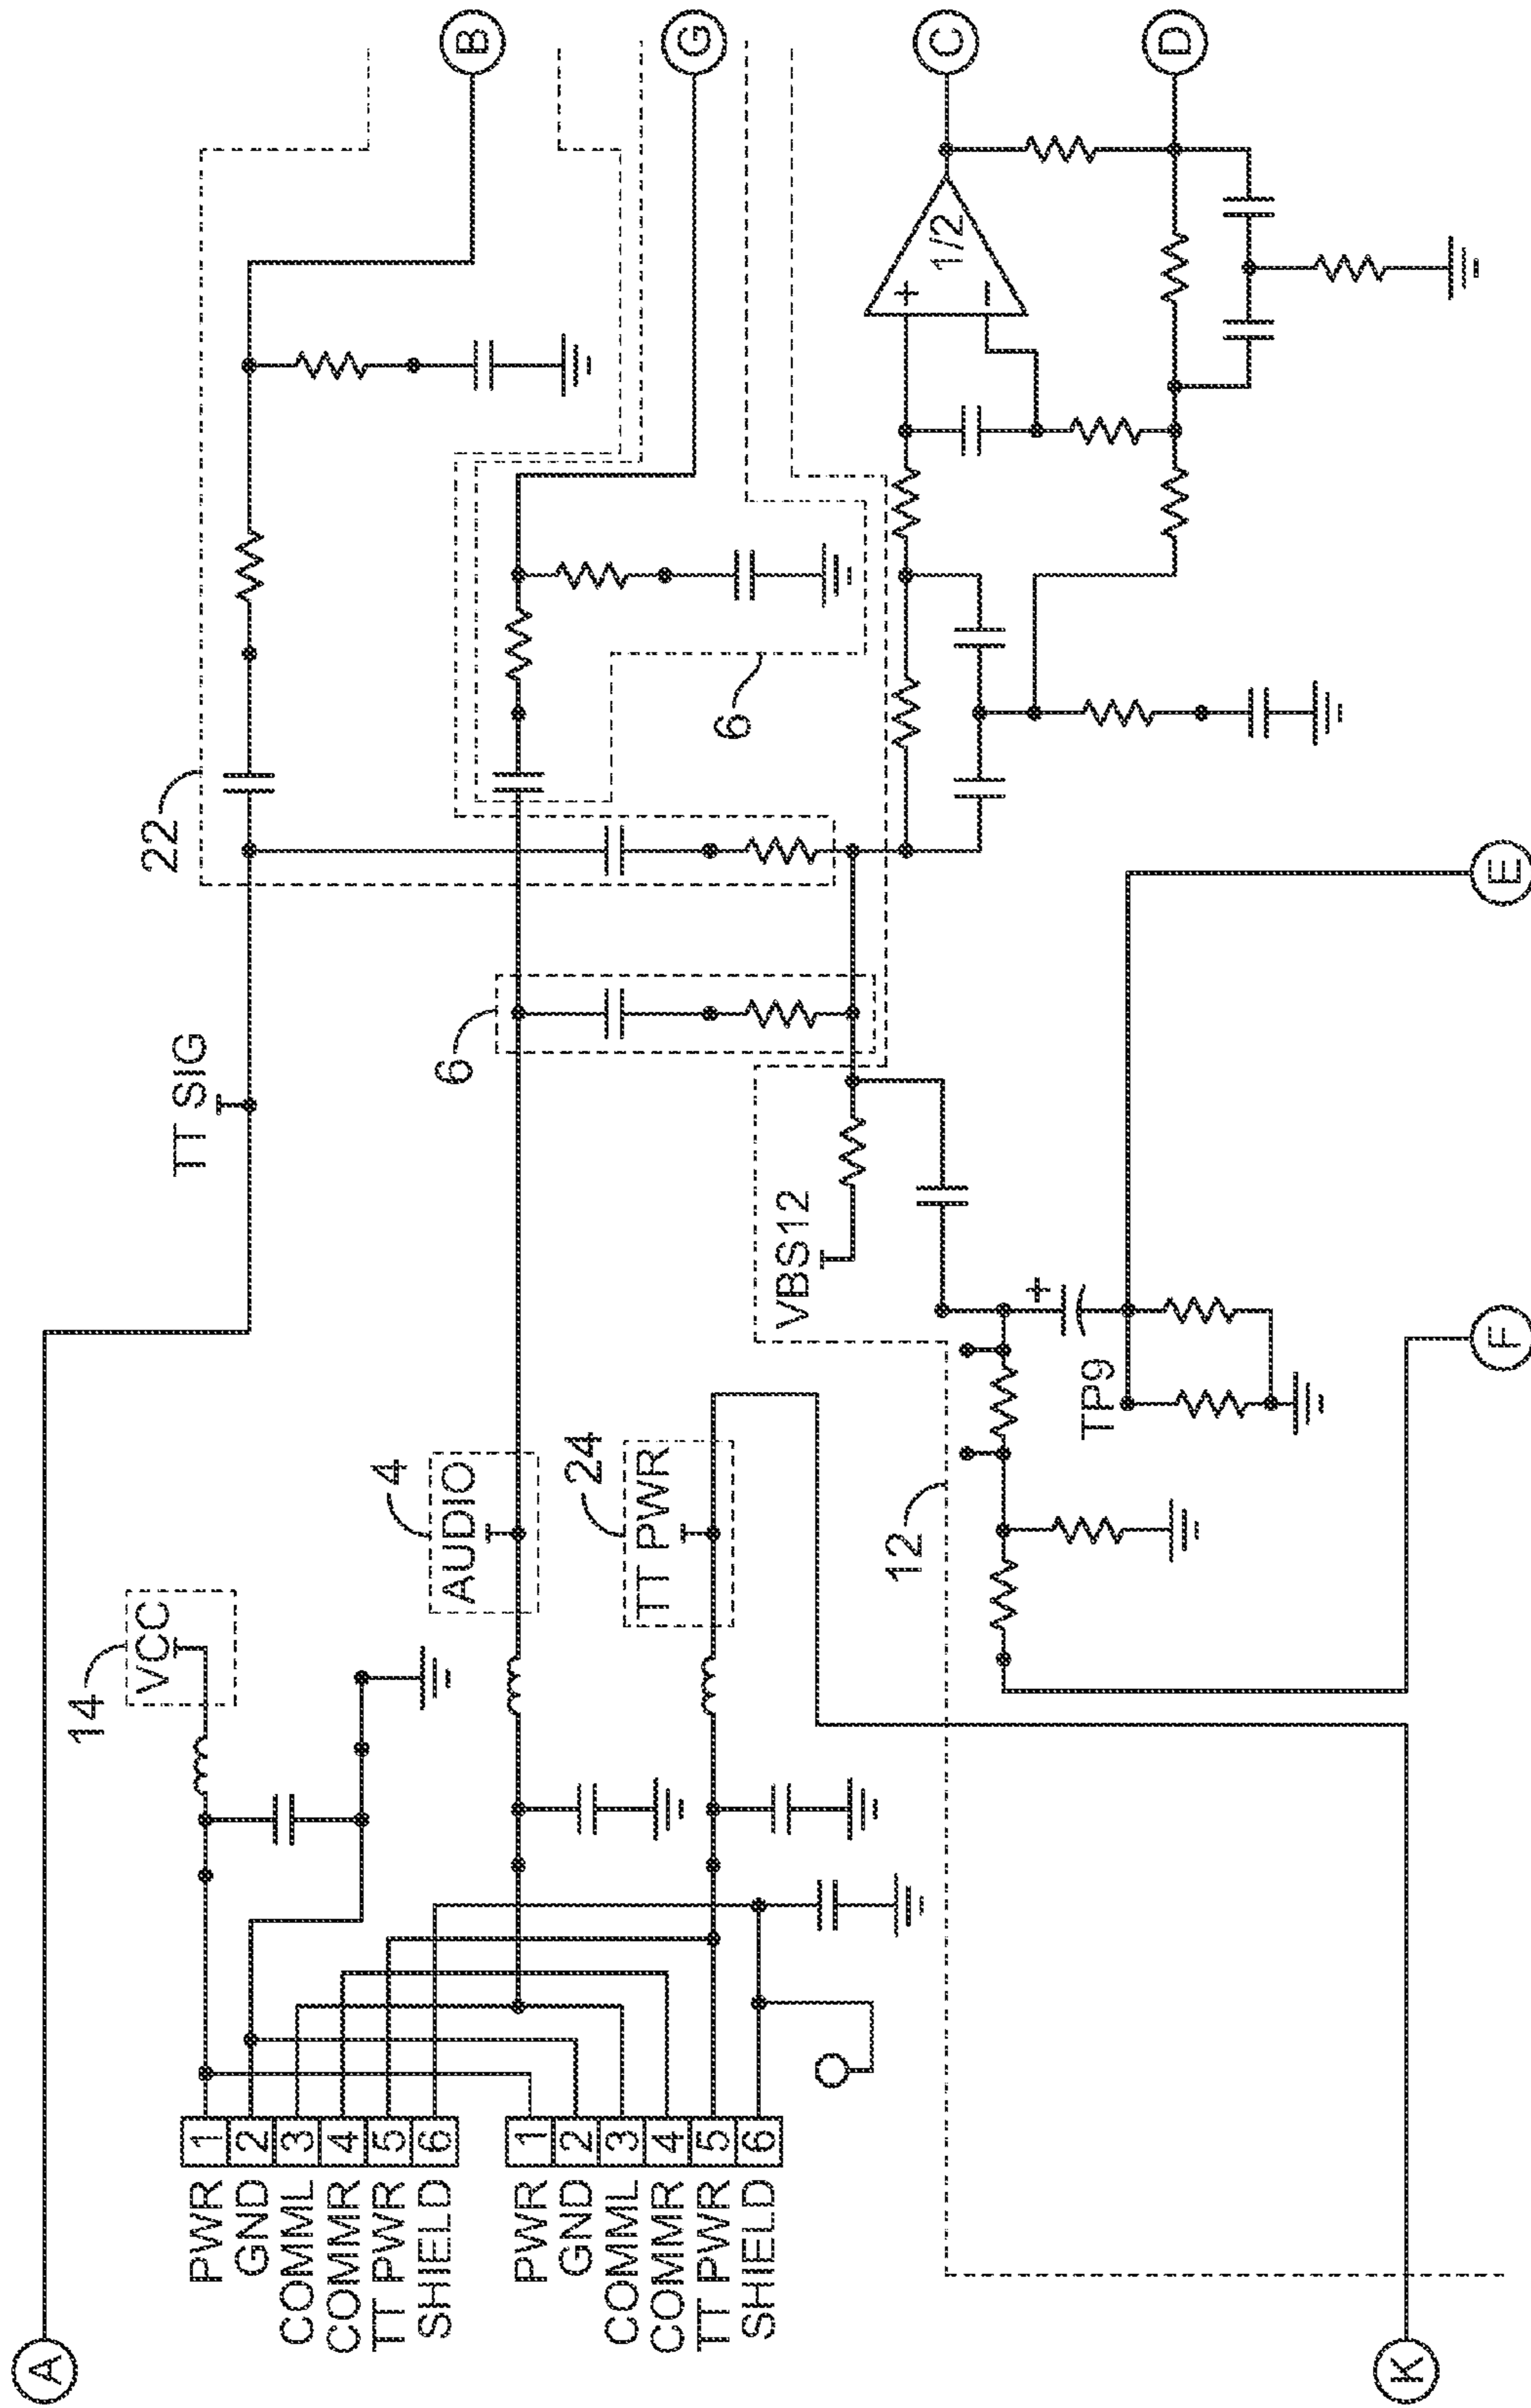 A
B
G
C
D
E
F
K
22
TT SIG
6
6
14
VCC
4
AUDIO
24
TT PWR
VBS12
12
TP9
+
+
−
1/2
PWR 1
GND 2
COMML 3
COMMR 4
TT PWR 5
SHIELD 6
PWR 1
GND 2
COMML 3
COMMR 4
TT PWR 5
SHIELD 6